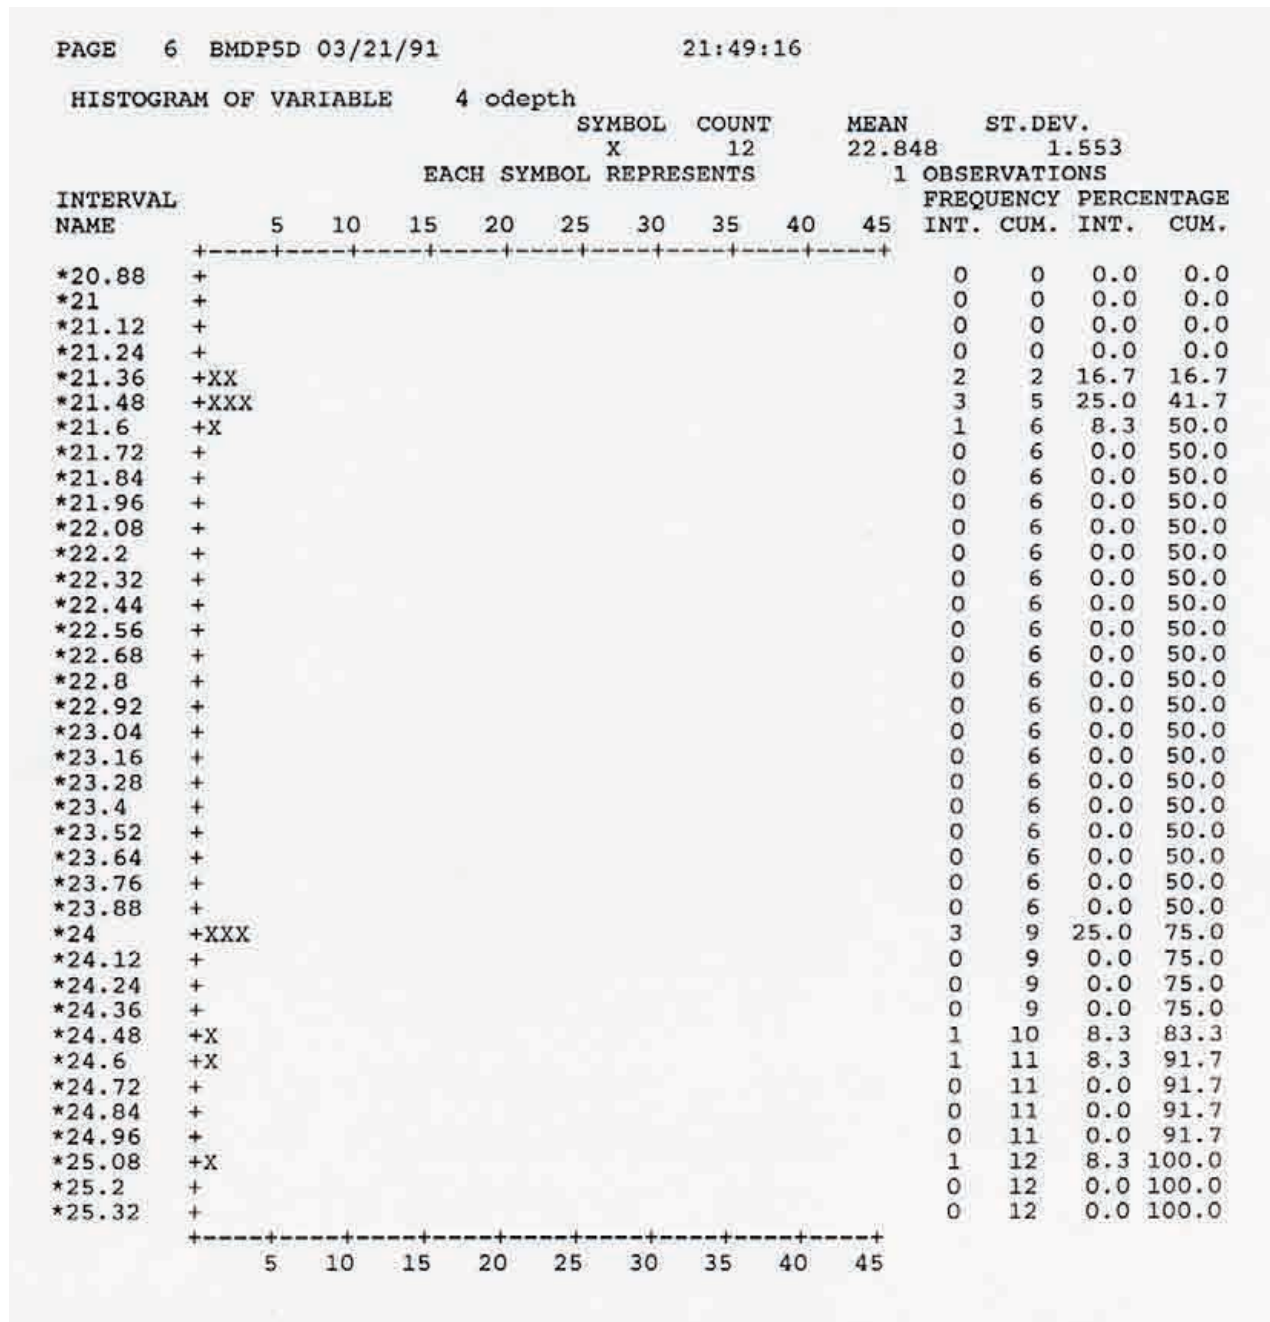 PAGE   6  BMDP5D 03/21/91                21:49:16
HISTOGRAM OF VARIABLE    4 odepth
SYMBOL  COUNT     MEAN     ST.DEV.
X       12     22.848       1.553
EACH SYMBOL REPRESENTS         1 OBSERVATIONS
INTERVAL                                                FREQUENCY PERCENTAGE
NAME          5   10   15   20   25   30   35   40   45  INT. CUM. INT.  CUM.
+----+----+----+----+----+----+----+----+----+
*20.88   +   0   0   0.0   0.0
*21      +   0   0   0.0   0.0
*21.12   +   0   0   0.0   0.0
*21.24   +   0   0   0.0   0.0
*21.36   +XX   2   2   16.7   16.7
*21.48   +XXX   3   5   25.0   41.7
*21.6    +X   1   6   8.3   50.0
*21.72   +   0   6   0.0   50.0
*21.84   +   0   6   0.0   50.0
*21.96   +   0   6   0.0   50.0
*22.08   +   0   6   0.0   50.0
*22.2    +   0   6   0.0   50.0
*22.32   +   0   6   0.0   50.0
*22.44   +   0   6   0.0   50.0
*22.56   +   0   6   0.0   50.0
*22.68   +   0   6   0.0   50.0
*22.8    +   0   6   0.0   50.0
*22.92   +   0   6   0.0   50.0
*23.04   +   0   6   0.0   50.0
*23.16   +   0   6   0.0   50.0
*23.28   +   0   6   0.0   50.0
*23.4    +   0   6   0.0   50.0
*23.52   +   0   6   0.0   50.0
*23.64   +   0   6   0.0   50.0
*23.76   +   0   6   0.0   50.0
*23.88   +   0   6   0.0   50.0
*24      +XXX   3   9   25.0   75.0
*24.12   +   0   9   0.0   75.0
*24.24   +   0   9   0.0   75.0
*24.36   +   0   9   0.0   75.0
*24.48   +X   1   10   8.3   83.3
*24.6    +X   1   11   8.3   91.7
*24.72   +   0   11   0.0   91.7
*24.84   +   0   11   0.0   91.7
*24.96   +   0   11   0.0   91.7
*25.08   +X   1   12   8.3   100.0
*25.2    +   0   12   0.0   100.0
*25.32   +   0   12   0.0   100.0
+----+----+----+----+----+----+----+----+----+
5   10   15   20   25   30   35   40   45